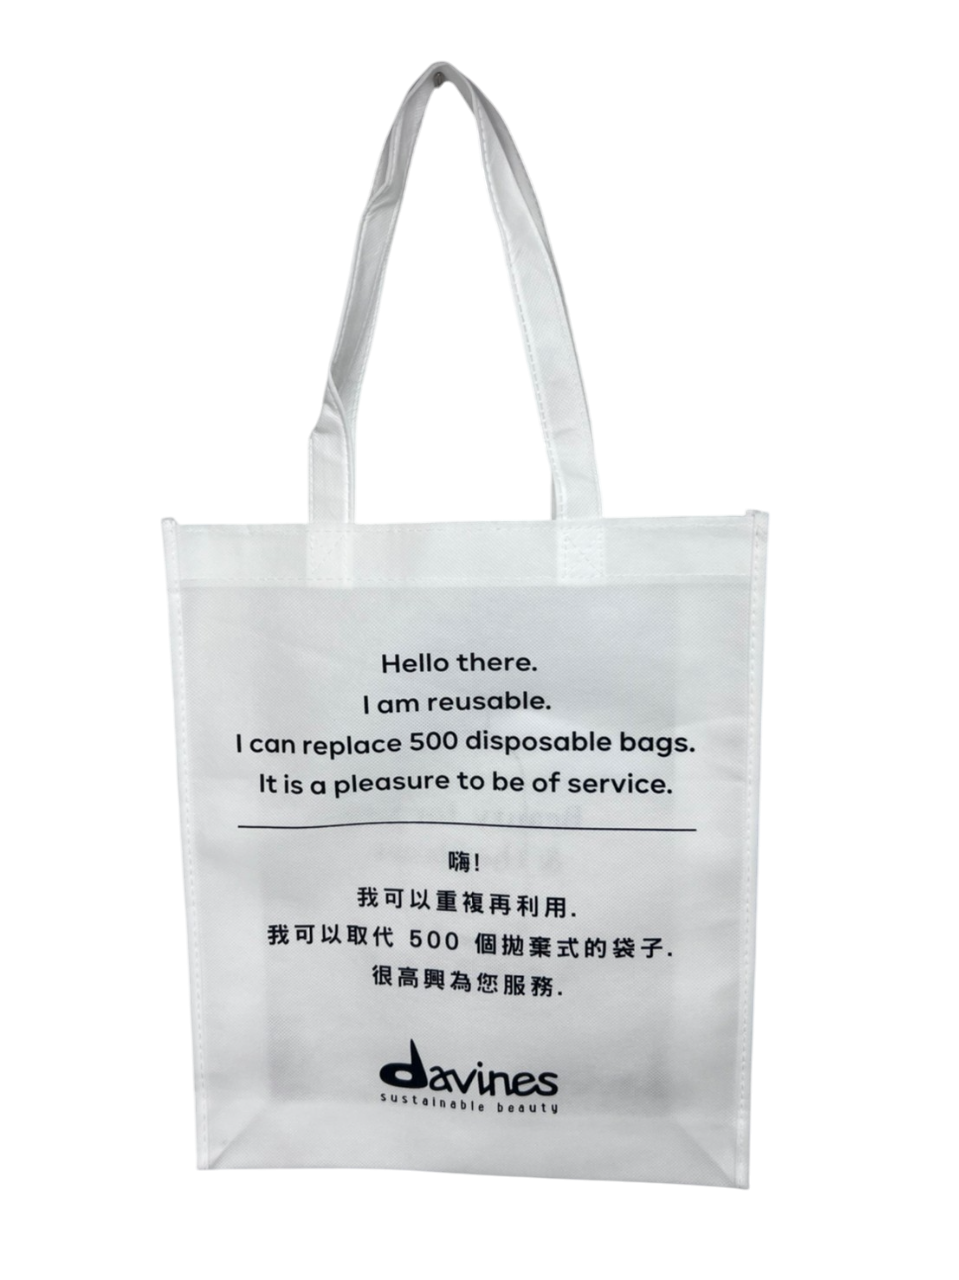 Hello there.
I am reusable.
I can replace 500 disposable bags.
It is a pleasure to be of service.
嗨!
我可以重複再利用.
我可以取代 500 個拋棄式的袋子.
很高興為您服務.
davines
sustainable beauty